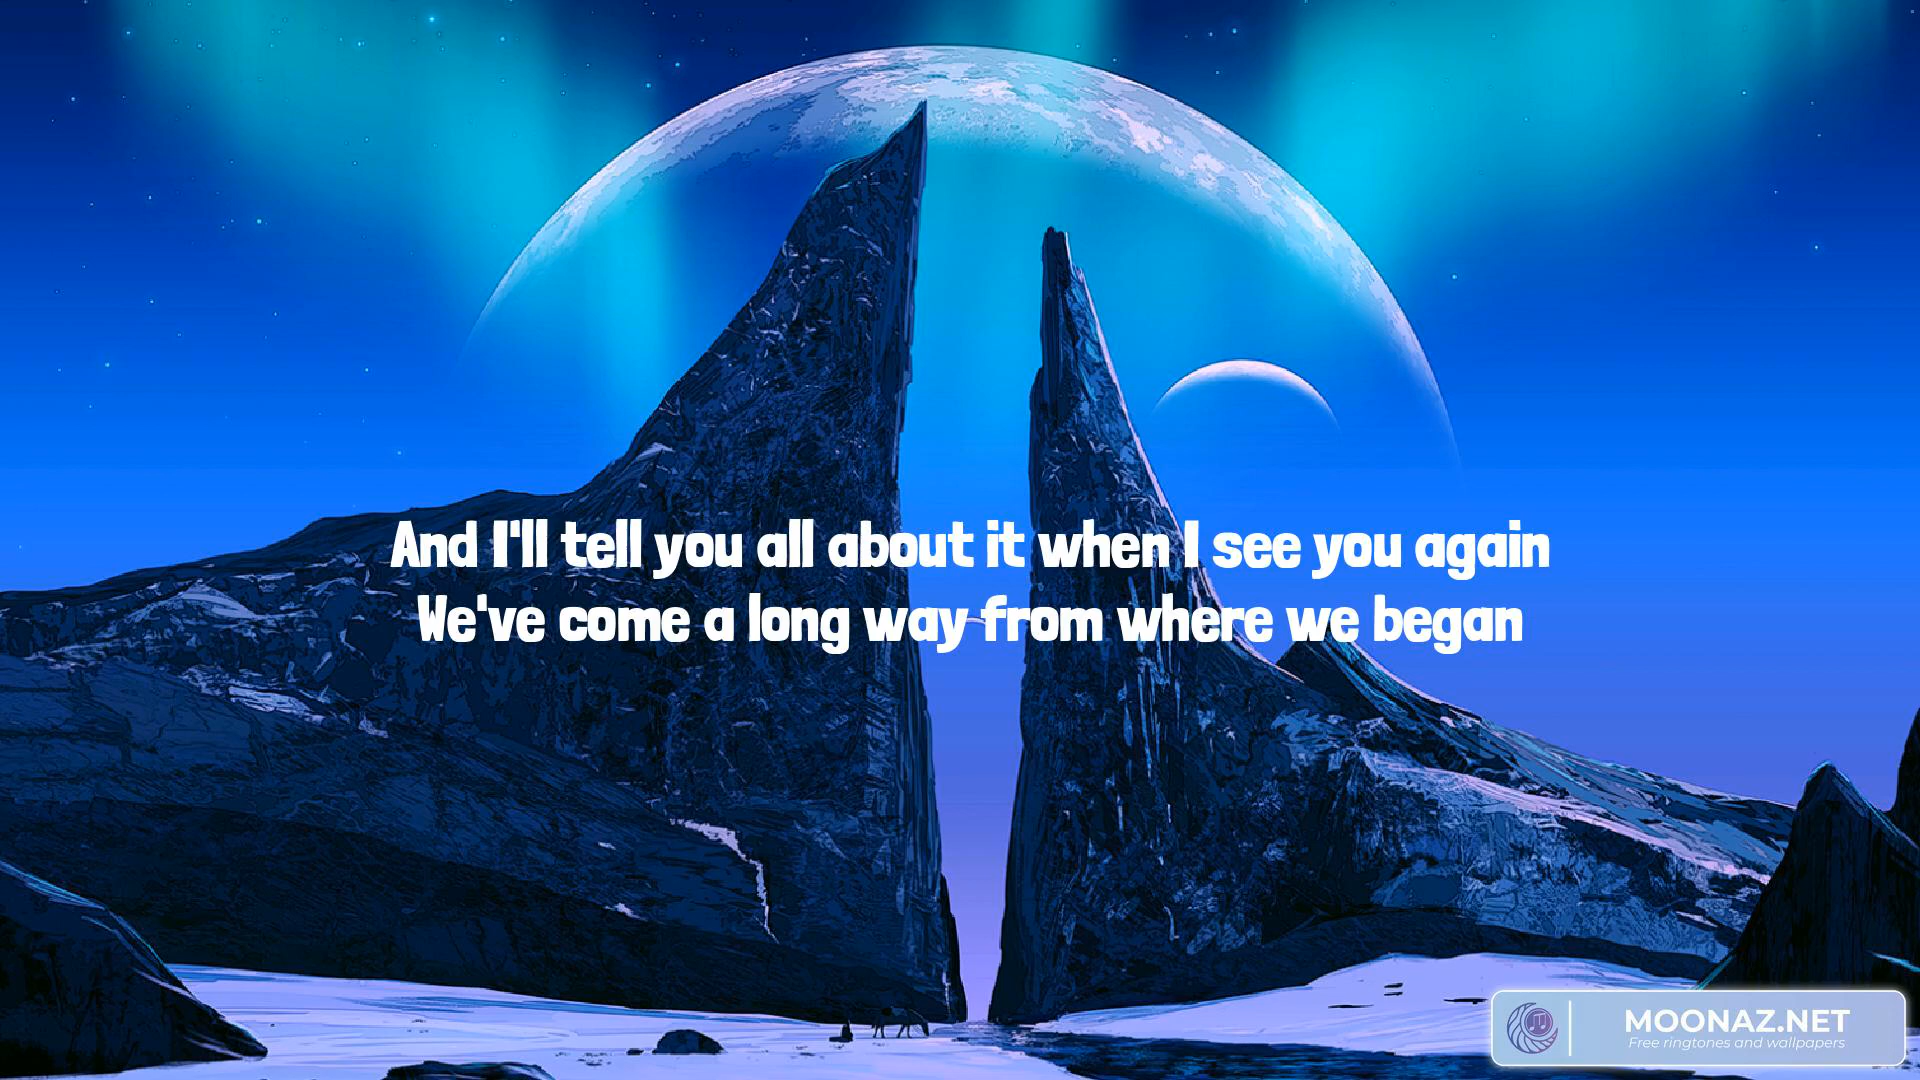 And I'll tell you all about it when I see you again
We've come a long way from where we began
MOONAZ.NET
Free ringtones and wallpapers